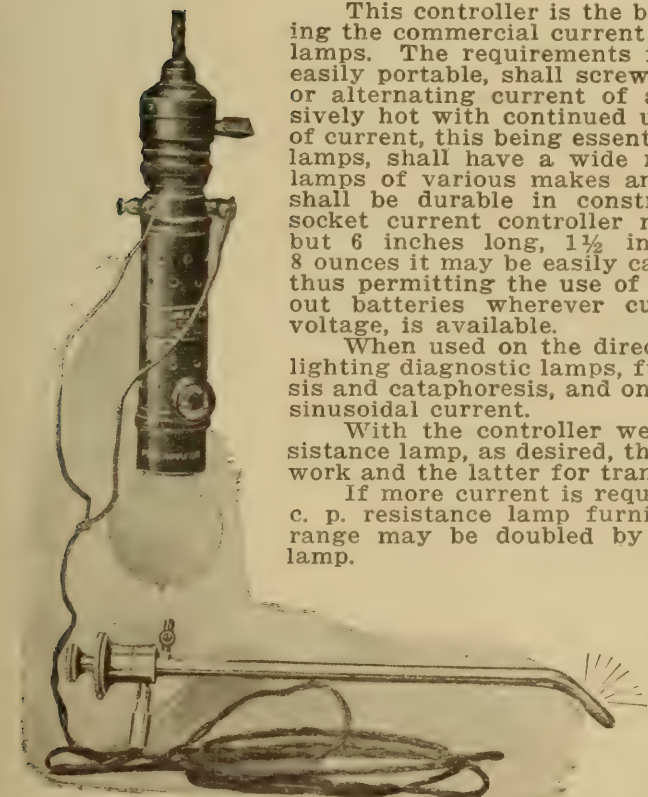 This controller is the b
ing the commercial current
lamps. The requirements
easily portable, shall screw
or alternating current of a
sively hot with continued u
of current, this being essent
lamps, shall have a wide
lamps of various makes an
shall be durable in constr
socket current controller
but 6 inches long, 1½ in
8 ounces it may be easily ca
thus permitting the use of
out batteries wherever cu
voltage, is available.
When used on the direc
lighting diagnostic lamps, f
sis and cataphoresis, and on
sinusoidal current.
With the controller we
sistance lamp, as desired, th
work and the latter for tran
If more current is requ
c. p. resistance lamp furni
range may be doubled by
lamp.